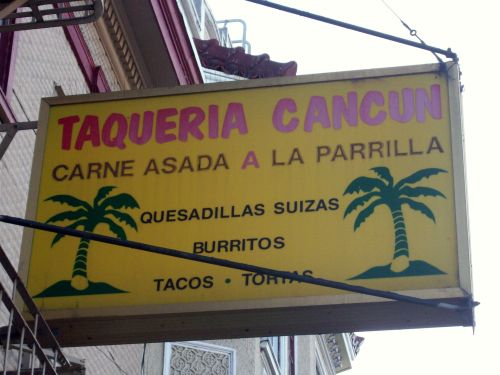 TAQUERIA CANCUN
CARNE ASADA A LA PARRILLA
QUESADILLAS SUIZAS
BURRITOS
TACOS • TORTAS